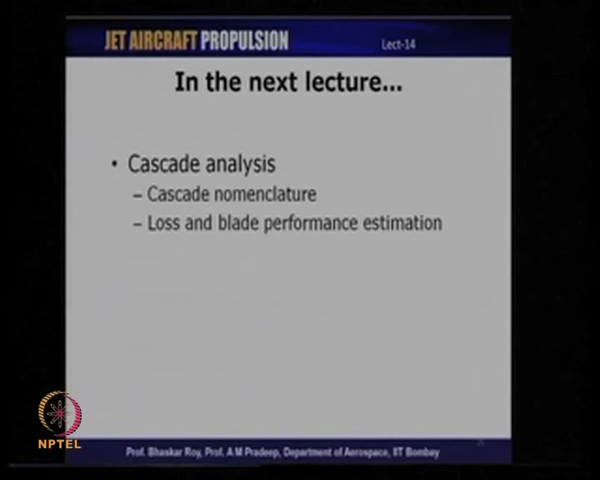 JET AIRCRAFT PROPULSION
Lect-14
In the next lecture...
• Cascade analysis
– Cascade nomenclature
– Loss and blade performance estimation
NPTEL
Prof. Bhaskar Roy, Prof. A M Pradeep, Department of Aerospace, IIT Bombay